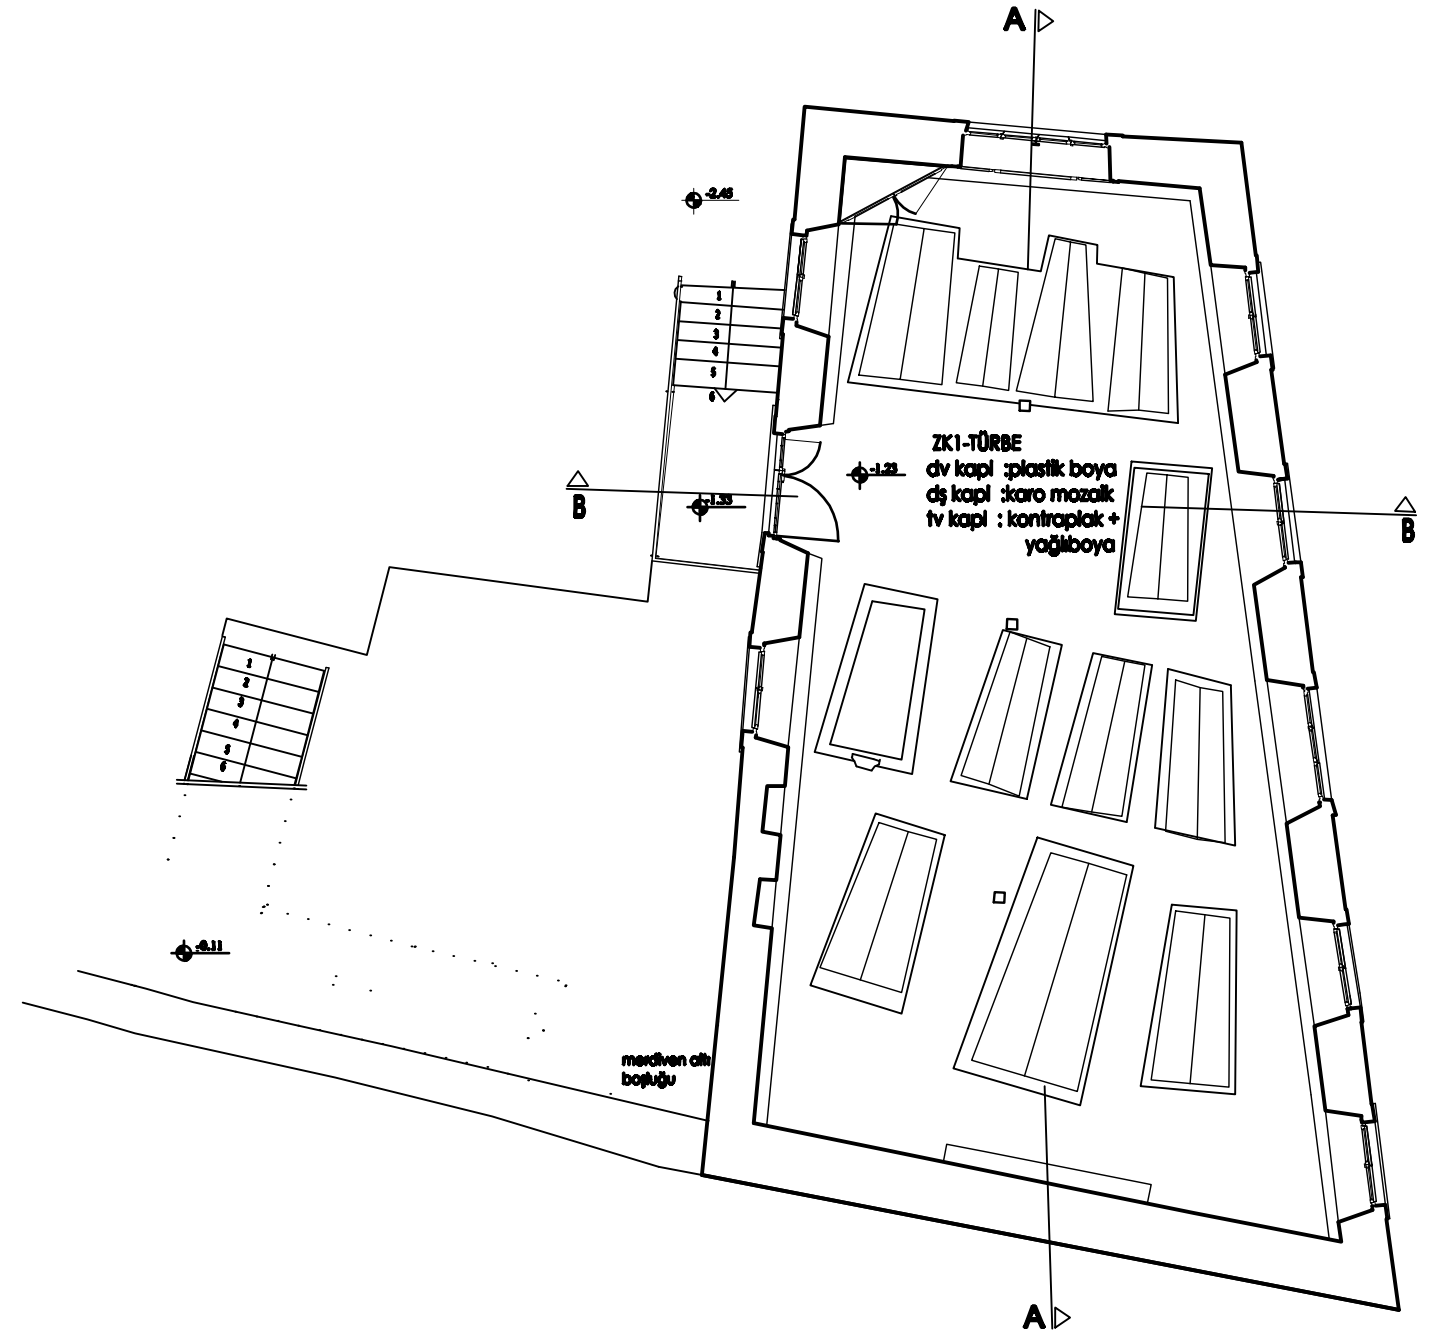 A
-2.45
1
2
3
4
5
6
ZK1-TÜRBE
dv kapl :plastik boya
dş kapl :karo mozaik
tv kapl : kontraplak +
yağlıboya
-1.23
-1.33
B
B
1
2
3
4
5
6
-0.11
merdiven altı
boşluğu
A